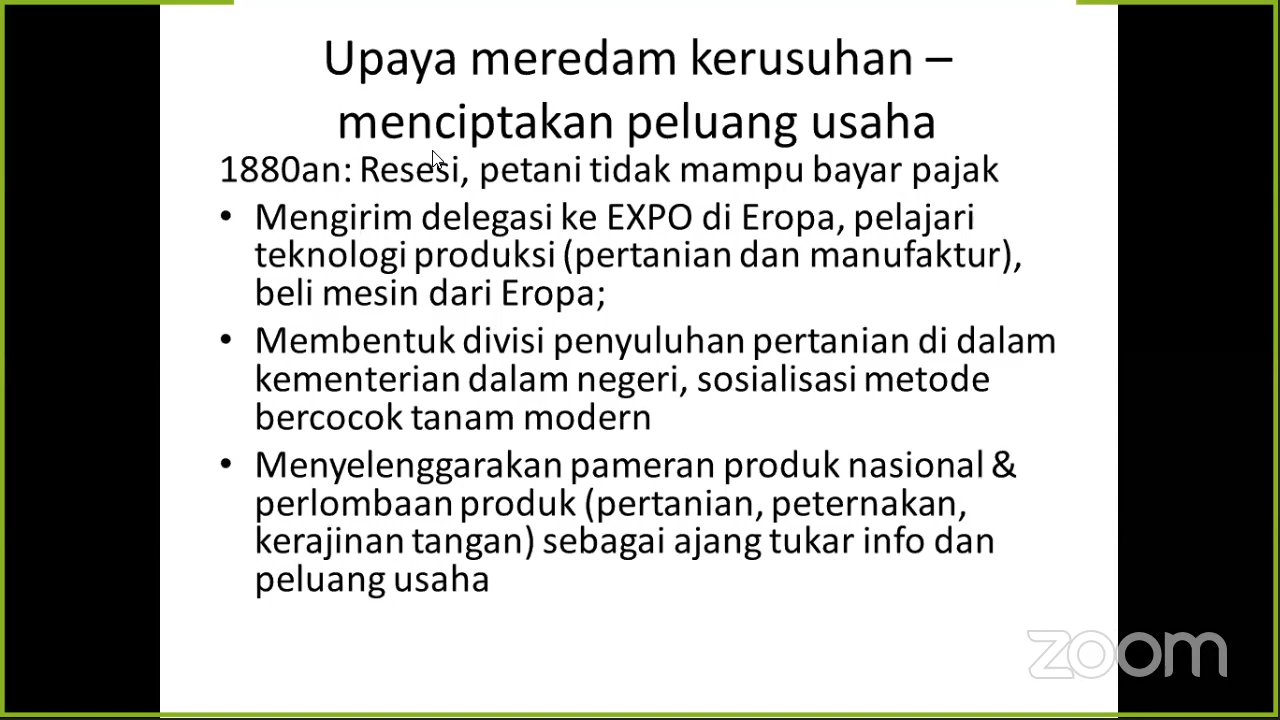 Upaya meredam kerusuhan –
menciptakan peluang usaha
1880an: Resesi, petani tidak mampu bayar pajak
• Mengirim delegasi ke EXPO di Eropa, pelajari
teknologi produksi (pertanian dan manufaktur),
beli mesin dari Eropa;
• Membentuk divisi penyuluhan pertanian di dalam
kementerian dalam negeri, sosialisasi metode
bercocok tanam modern
• Menyelenggarakan pameran produk nasional &
perlombaan produk (pertanian, peternakan,
kerajinan tangan) sebagai ajang tukar info dan
peluang usaha
zoom